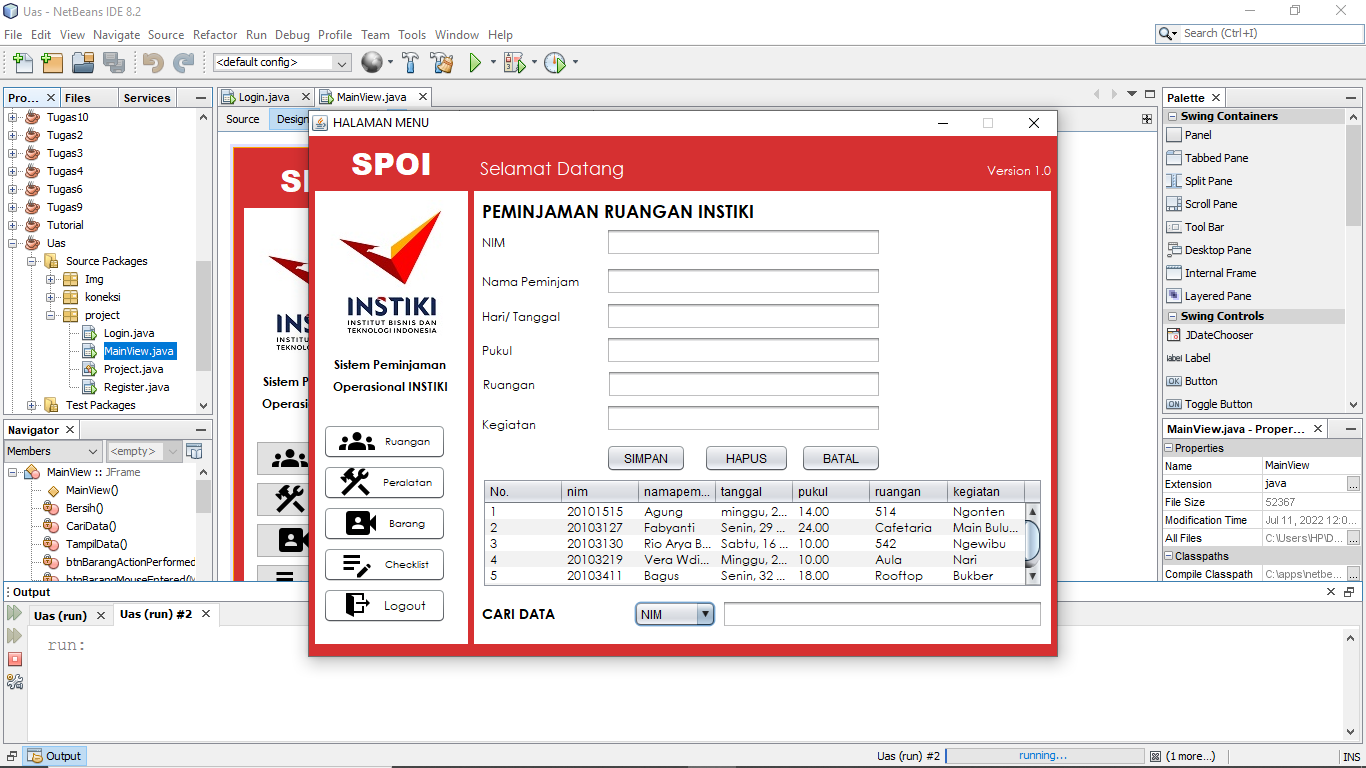 Uas - NetBeans IDE 8.2
File Edit View Navigate Source Refactor Run Debug Profile Team Tools Window Help
Search (Ctrl+I)
<default config>
Pro... Files Services
Tugas10
Tugas2
Tugas3
Tugas4
Tugas6
Tugas9
Tutorial
Uas
Source Packages
Img
koneksi
project
Login.java
MainView.java
Project.java
Register.java
Test Packages
Navigator
Members <empty>
MainView :: JFrame
MainView()
Bersih()
CariData()
TampilData()
btnBarangActionPerformed
Login.java MainView.java
Source Design
HALAMAN MENU
SPOI
Selamat Datang
Version 1.0
INSTIKI
INSTITUT BISNIS DAN
TEKNOLOGI INDONESIA
Sistem Peminjaman
Operasional INSTIKI
Ruangan
Peralatan
Barang
Checklist
Logout
PEMINJAMAN RUANGAN INSTIKI
NIM
Nama Peminjam
Hari/ Tanggal
Pukul
Ruangan
Kegiatan
SIMPAN HAPUS BATAL
No. nim namapem... tanggal pukul ruangan kegiatan
1 20101515 Agung minggu, 2... 14.00 514 Ngonten
2 20103127 Fabyanti Senin, 29 ... 24.00 Cafetaria Main Bulu...
3 20103130 Rio Arya B... Sabtu, 16 ... 10.00 542 Ngewibu
4 20103219 Vera Wdi... Minggu, 2... 10.00 Aula Nari
5 20103411 Bagus Senin, 32 ... 18.00 Rooftop Bukber
CARI DATA NIM
Palette
Swing Containers
Panel
Tabbed Pane
Split Pane
Scroll Pane
Tool Bar
Desktop Pane
Internal Frame
Layered Pane
Swing Controls
JDateChooser
Label
Button
Toggle Button
MainView.java - Proper...
Properties
Name MainView
Extension java
File Size 52367
Modification Time Jul 11, 2022 12:0...
All Files C:\Users\HP\D...
Classpaths
Compile Classpath C:\apps\netbe...
Output
Uas (run) Uas (run) #2
run:
Output
Uas (run) #2 running... (1 more...) INS